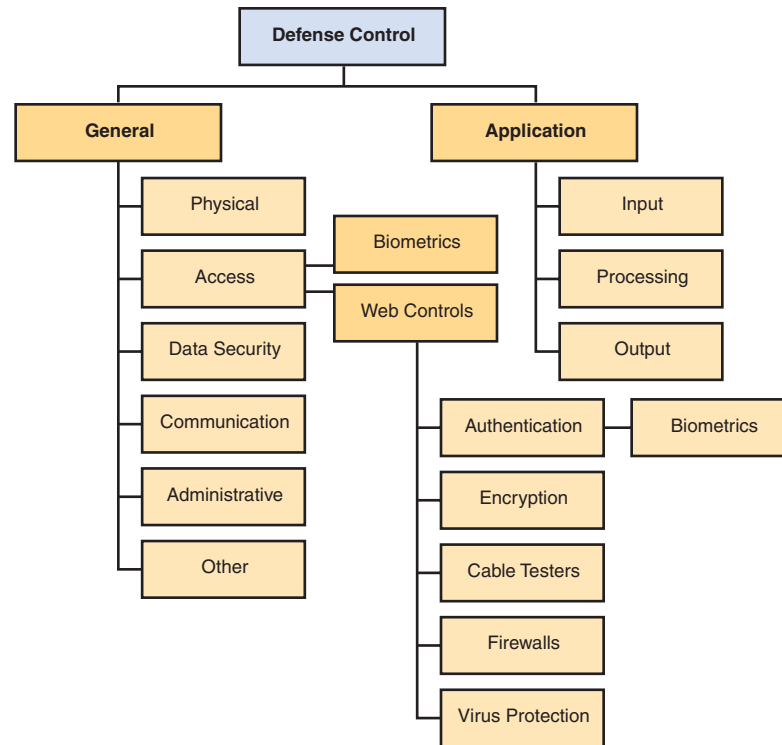 Defense Control
General
Application
Physical
Access
Data Security
Communication
Administrative
Other
Biometrics
Web Controls
Authentication
Biometrics
Encryption
Cable Testers
Firewalls
Virus Protection
Input
Processing
Output